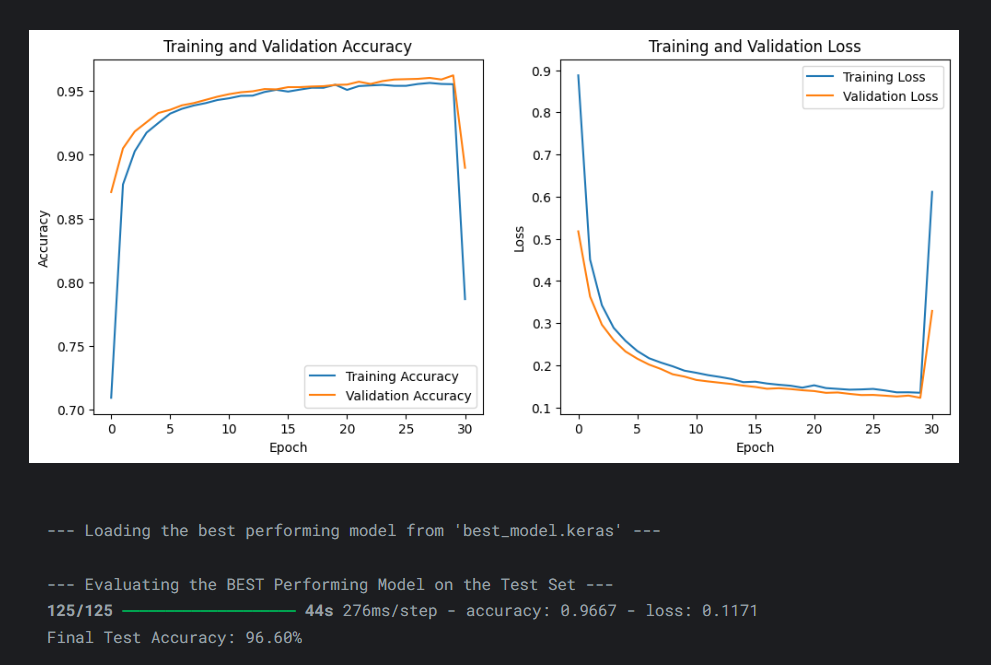 Training and Validation Accuracy
0.95
0.90
0.85
0.80
0.75
0.70
Accuracy
0 5 10 15 20 25 30
Epoch
Training Accuracy
Validation Accuracy
Training and Validation Loss
0.9
0.8
0.7
0.6
0.5
0.4
0.3
0.2
0.1
Loss
0 5 10 15 20 25 30
Epoch
Training Loss
Validation Loss
--- Loading the best performing model from 'best_model.keras' ---
--- Evaluating the BEST Performing Model on the Test Set ---
125/125 ━━━━━━━━━━━━━━━━━━━━ 44s 276ms/step - accuracy: 0.9667 - loss: 0.1171
Final Test Accuracy: 96.60%